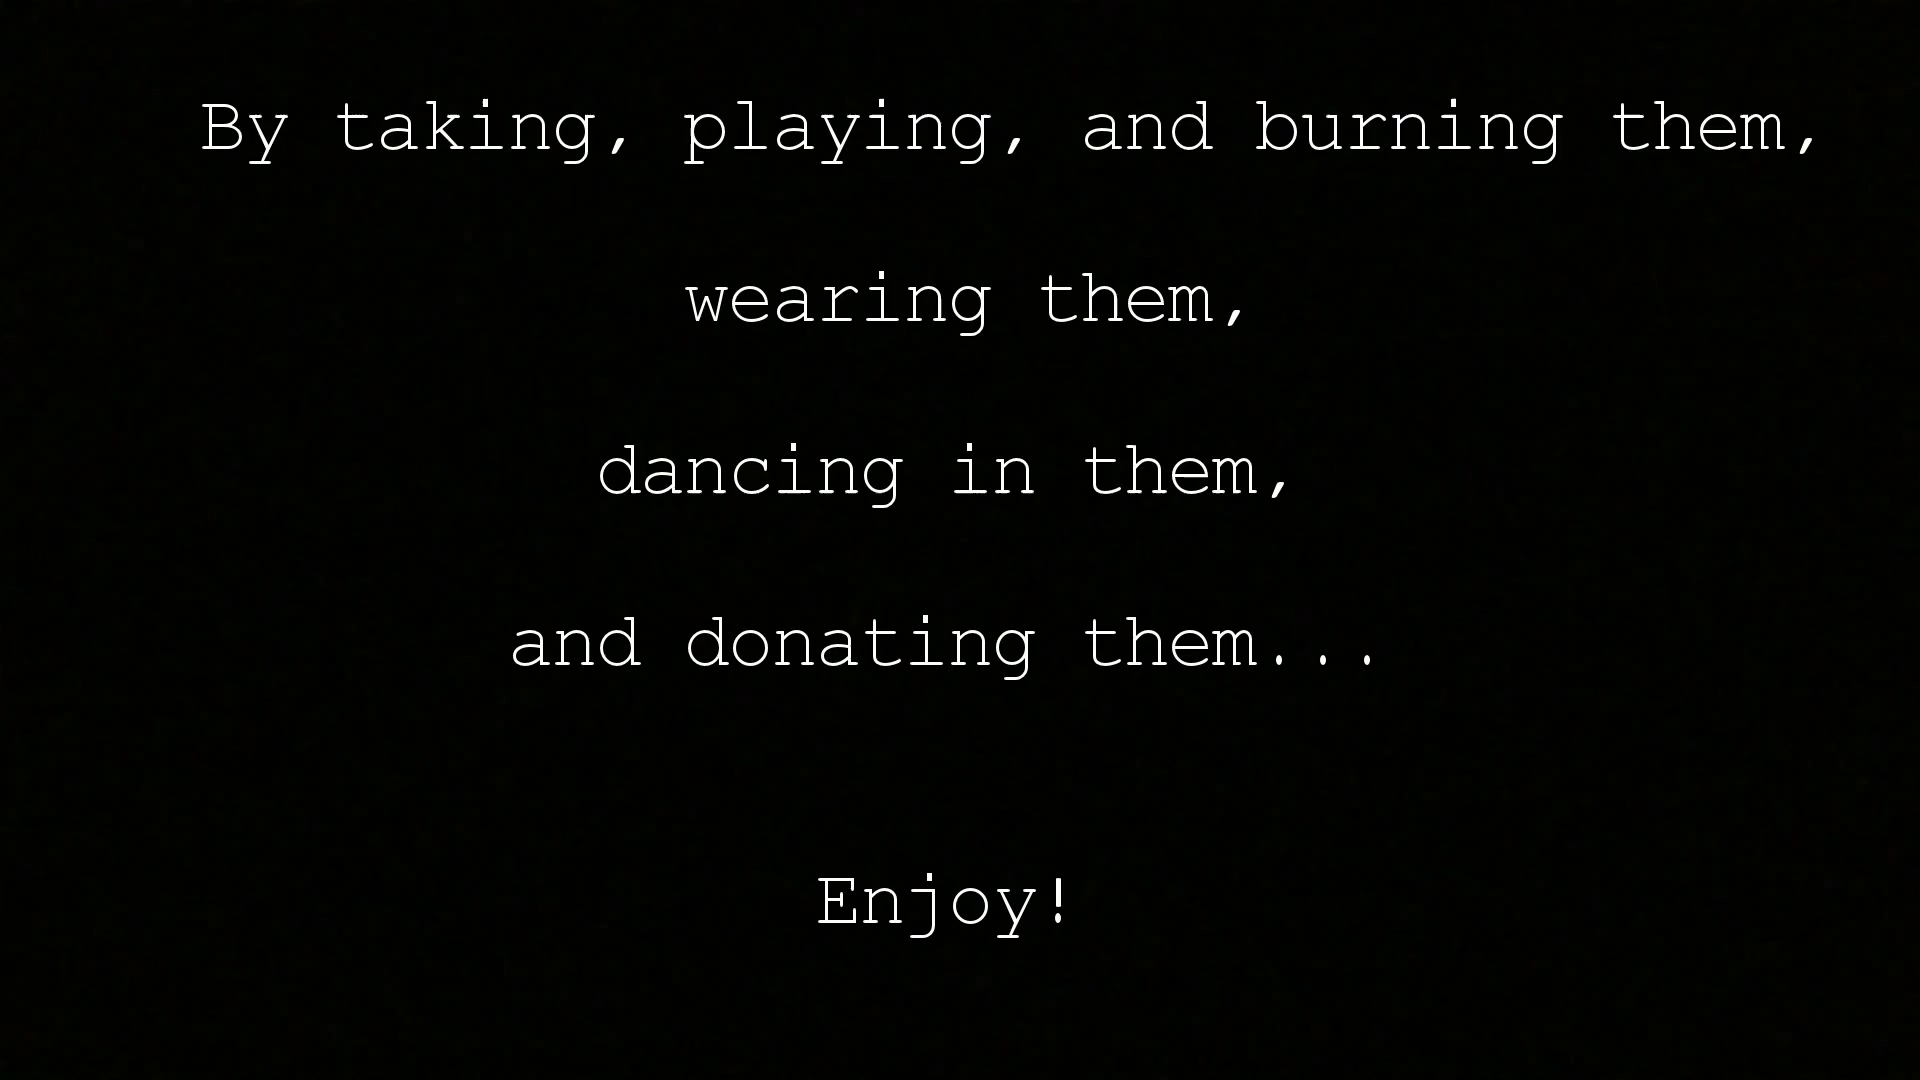 By taking, playing, and burning them,
wearing them,
dancing in them,
and donating them...
Enjoy!